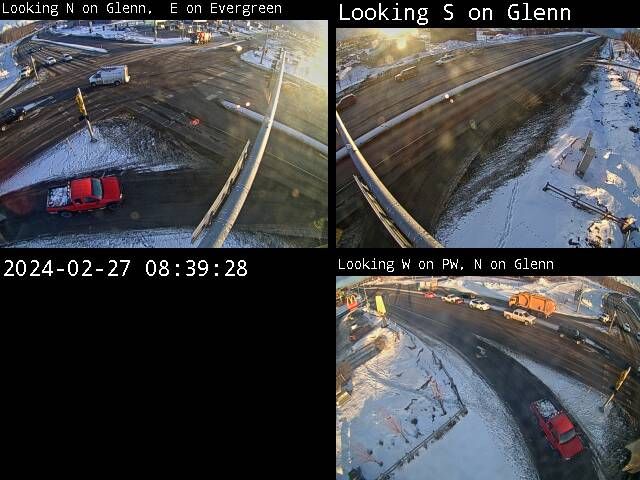 Looking N on Glenn,  E on Evergreen
Looking S on Glenn
2024-02-27 08:39:28
Looking W on PW, N on Glenn